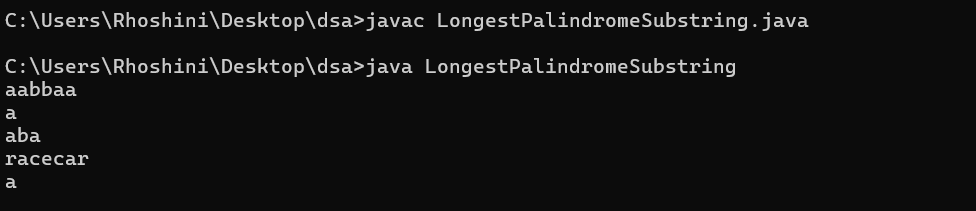 C:\Users\Rhoshini\Desktop\dsa>javac LongestPalindromeSubstring.java
C:\Users\Rhoshini\Desktop\dsa>java LongestPalindromeSubstring
aabbaa
a
aba
racecar
a